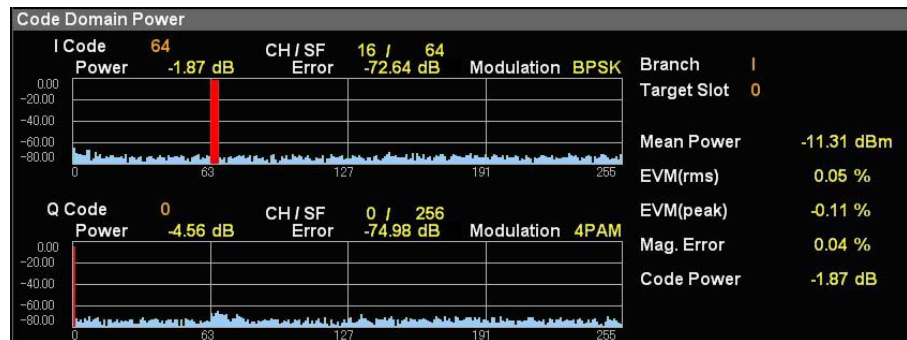 Code Domain Power
I Code 64 CH / SF 16 / 64
Power -1.87 dB Error -72.64 dB Modulation BPSK
0.00
-20.00
-40.00
-60.00
-80.00
0 63 127 191 255
Q Code 0 CH / SF 0 / 256
Power -4.56 dB Error -74.98 dB Modulation 4PAM
0.00
-20.00
-40.00
-60.00
-80.00
0 63 127 191 255
Branch I
Target Slot 0
Mean Power -11.31 dBm
EVM(rms) 0.05 %
EVM(peak) -0.11 %
Mag. Error 0.04 %
Code Power -1.87 dB